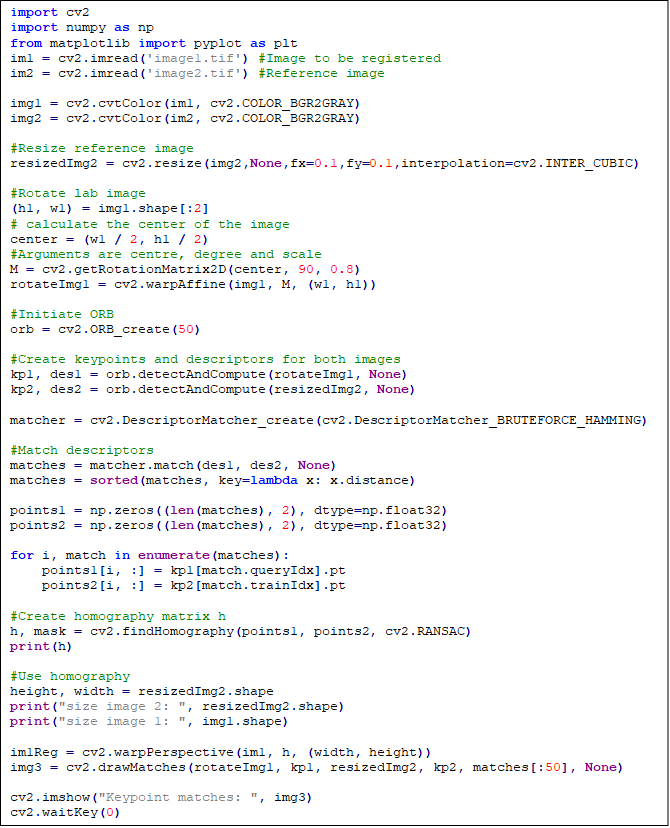 import cv2
import numpy as np
from matplotlib import pyplot as plt
im1 = cv2.imread('image1.tif') #Image to be registered
im2 = cv2.imread('image2.tif') #Reference image

img1 = cv2.cvtColor(im1, cv2.COLOR_BGR2GRAY)
img2 = cv2.cvtColor(im2, cv2.COLOR_BGR2GRAY)

#Resize reference image
resizedImg2 = cv2.resize(img2,None,fx=0.1,fy=0.1,interpolation=cv2.INTER_CUBIC)

#Rotate lab image
(h1, w1) = img1.shape[:2]
# calculate the center of the image
center = (w1 / 2, h1 / 2)
#Arguments are centre, degree and scale
M = cv2.getRotationMatrix2D(center, 90, 0.8)
rotateImg1 = cv2.warpAffine(img1, M, (w1, h1))

#Initiate ORB
orb = cv2.ORB_create(50)

#Create keypoints and descriptors for both images
kp1, des1 = orb.detectAndCompute(rotateImg1, None)
kp2, des2 = orb.detectAndCompute(resizedImg2, None)

matcher = cv2.DescriptorMatcher_create(cv2.DescriptorMatcher_BRUTEFORCE_HAMMING)

#Match descriptors
matches = matcher.match(des1, des2, None)
matches = sorted(matches, key=lambda x: x.distance)

points1 = np.zeros((len(matches), 2), dtype=np.float32)
points2 = np.zeros((len(matches), 2), dtype=np.float32)

for i, match in enumerate(matches):
    points1[i, :] = kp1[match.queryIdx].pt
    points2[i, :] = kp2[match.trainIdx].pt

#Create homography matrix h
h, mask = cv2.findHomography(points1, points2, cv2.RANSAC)
print(h)

#Use homography
height, width = resizedImg2.shape
print("size image 2: ", resizedImg2.shape)
print("size image 1: ", img1.shape)

im1Reg = cv2.warpPerspective(im1, h, (width, height))
img3 = cv2.drawMatches(rotateImg1, kp1, resizedImg2, kp2, matches[:50], None)

cv2.imshow("Keypoint matches: ", img3)
cv2.waitKey(0)